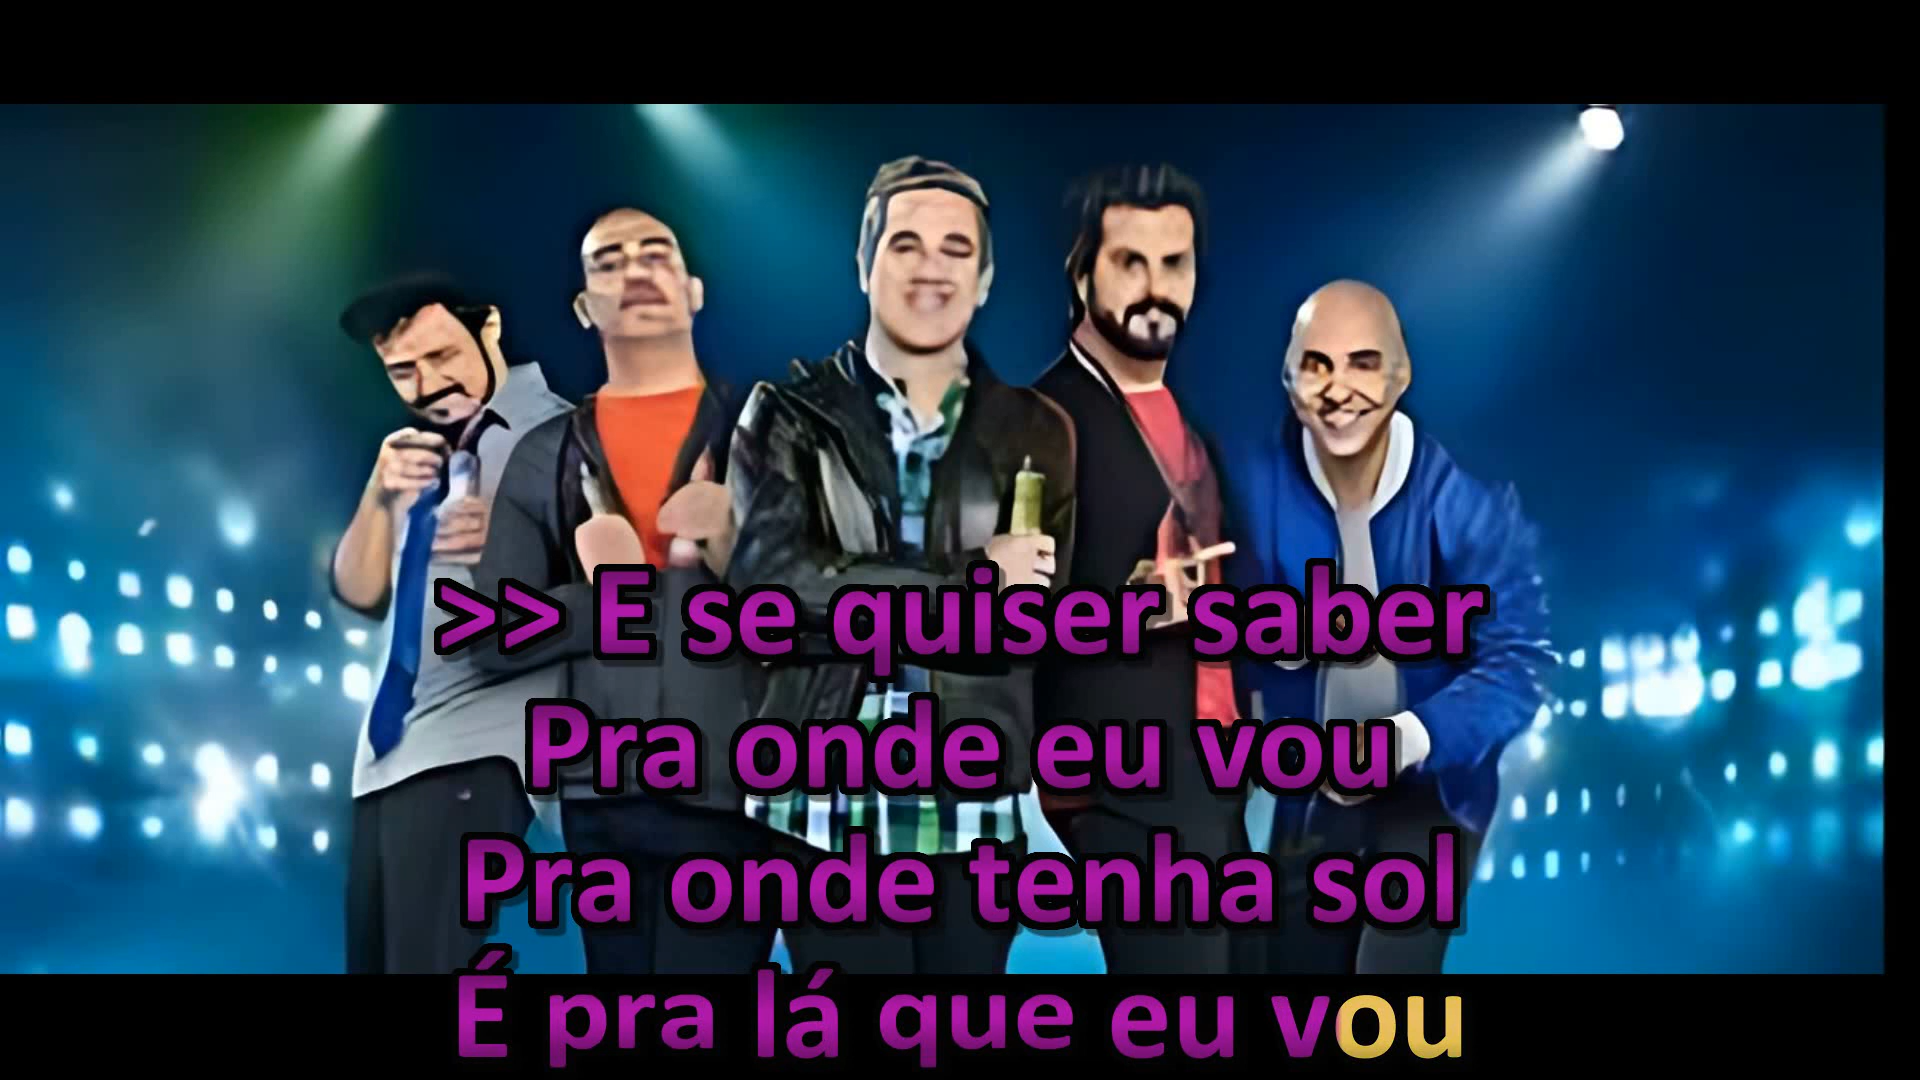 >> E se quiser saber
Pra onde eu vou
Pra onde tenha sol
É pra lá que eu vou